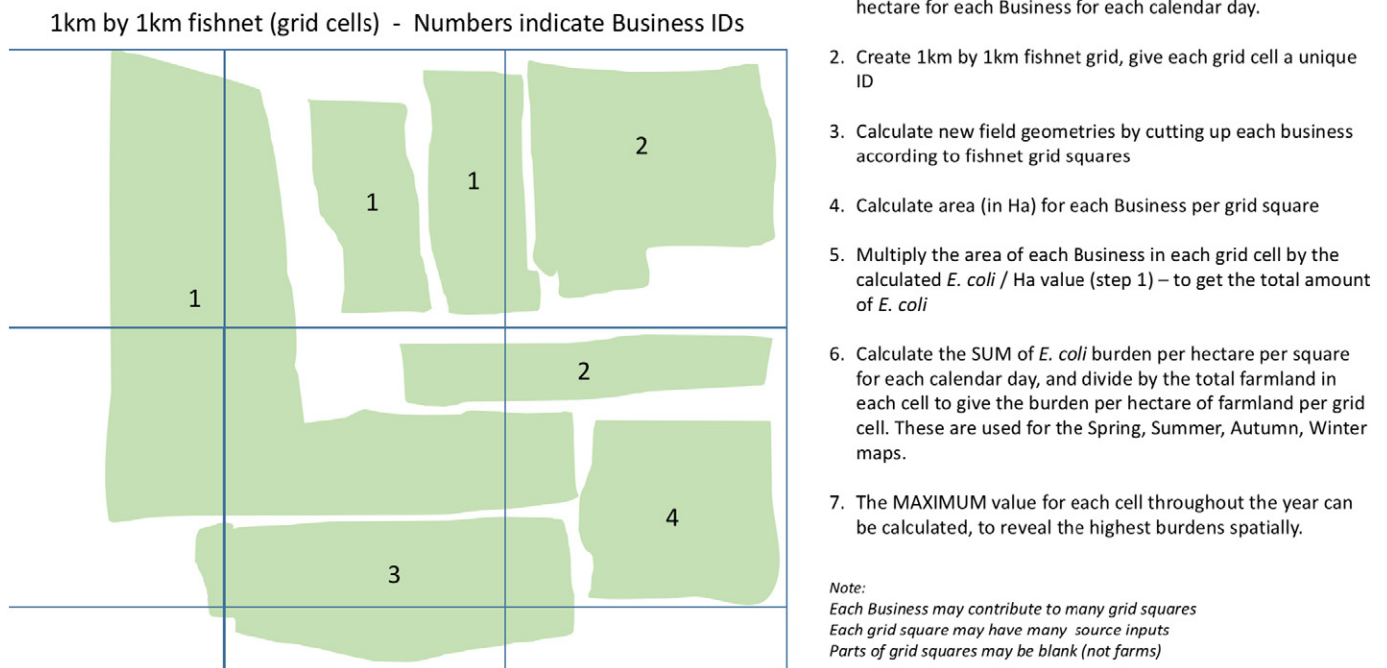 1km by 1km fishnet (grid cells)  -  Numbers indicate Business IDs
1
1
1
2
1
2
3
4
hectare for each Business for each calendar day.
2. Create 1km by 1km fishnet grid, give each grid cell a unique
ID
3. Calculate new field geometries by cutting up each business
according to fishnet grid squares
4. Calculate area (in Ha) for each Business per grid square
5. Multiply the area of each Business in each grid cell by the
calculated E. coli / Ha value (step 1) – to get the total amount
of E. coli
6. Calculate the SUM of E. coli burden per hectare per square
for each calendar day, and divide by the total farmland in
each cell to give the burden per hectare of farmland per grid
cell. These are used for the Spring, Summer, Autumn, Winter
maps.
7. The MAXIMUM value for each cell throughout the year can
be calculated, to reveal the highest burdens spatially.
Note:
Each Business may contribute to many grid squares
Each grid square may have many  source inputs
Parts of grid squares may be blank (not farms)